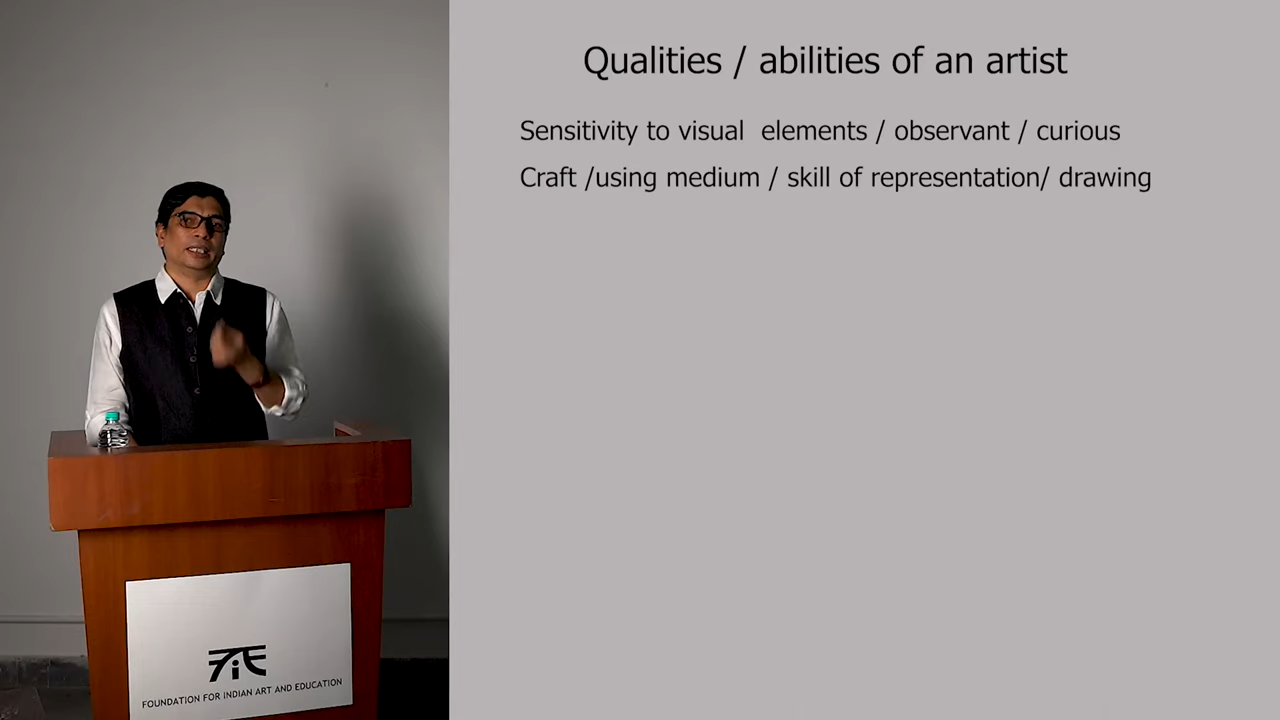 Qualities / abilities of an artist
Sensitivity to visual elements / observant / curious
Craft /using medium / skill of representation/ drawing
FiE
FOUNDATION FOR INDIAN ART AND EDUCATION